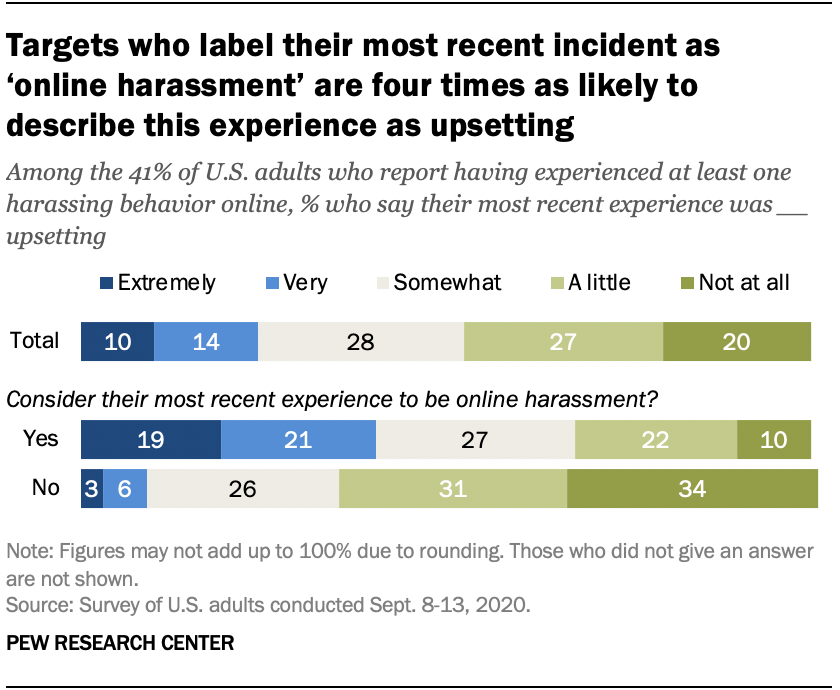 Targets who label their most recent incident as
‘online harassment’ are four times as likely to
describe this experience as upsetting
Among the 41% of U.S. adults who report having experienced at least one
harassing behavior online, % who say their most recent experience was __
upsetting
Extremely Very Somewhat A little Not at all
Total 10 14 28 27 20
Consider their most recent experience to be online harassment?
Yes 19 21 27 22 10
No 3 6 26 31 34
Note: Figures may not add up to 100% due to rounding. Those who did not give an answer
are not shown.
Source: Survey of U.S. adults conducted Sept. 8-13, 2020.
PEW RESEARCH CENTER